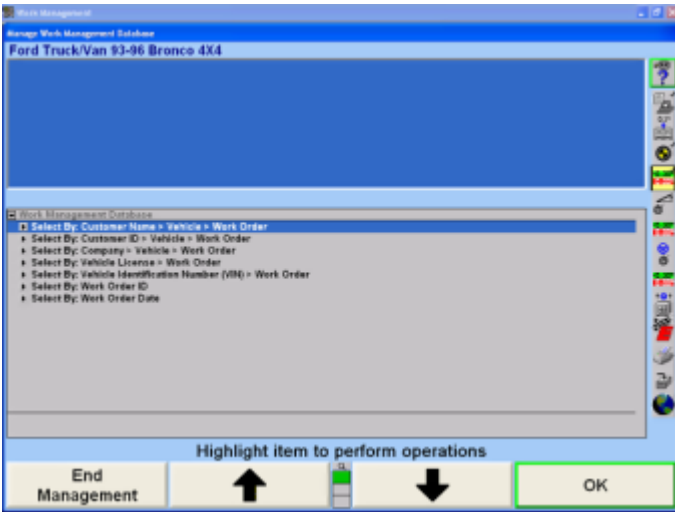 Work Management
Manage Work Management Database
Ford Truck/Van 93-96 Bronco 4X4
Work Management Database
Select By: Customer Name > Vehicle > Work Order
Select By: Customer ID > Vehicle > Work Order
Select By: Company > Vehicle > Work Order
Select By: Vehicle License > Work Order
Select By: Vehicle Identification Number (VIN) > Work Order
Select By: Work Order ID
Select By: Work Order Date
Highlight item to perform operations
End
Management
OK